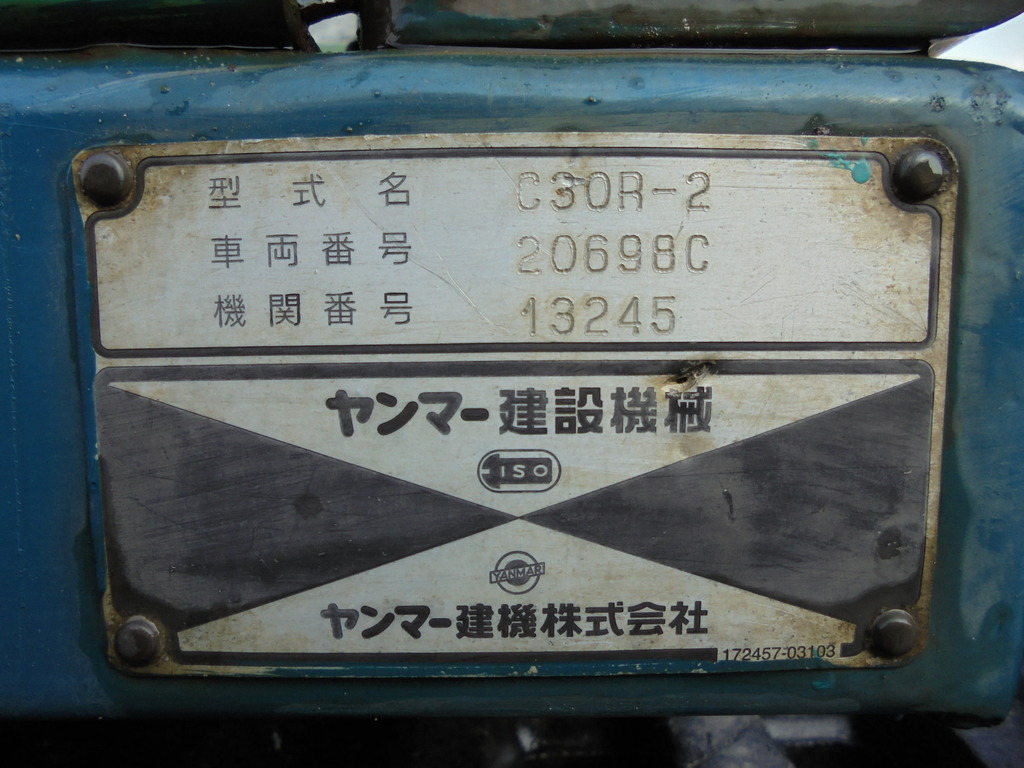 型式名 C30R-2
車両番号 20698C
機関番号 13245
ヤンマー建設機械
ISO
YANMAR
ヤンマー建機株式会社
172457-03103